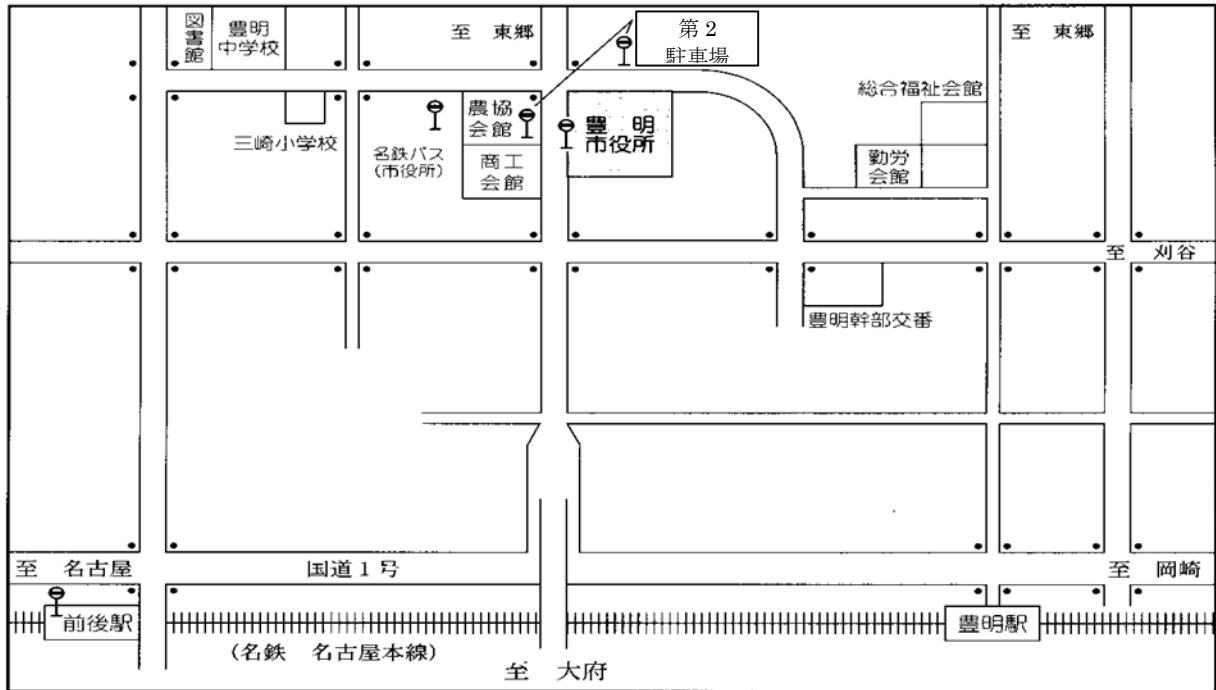 図書館
豊明
中学校
至 東郷
第2
駐車場
至 東郷
総合福祉会館
三崎小学校
名鉄バス
(市役所)
農協
会館
商工
会館
豊明
市役所
勤労
会館
至 刈谷
豊明幹部交番
至 名古屋
国道1号
至 岡崎
前後駅
豊明駅
(名鉄 名古屋本線)
至 大府